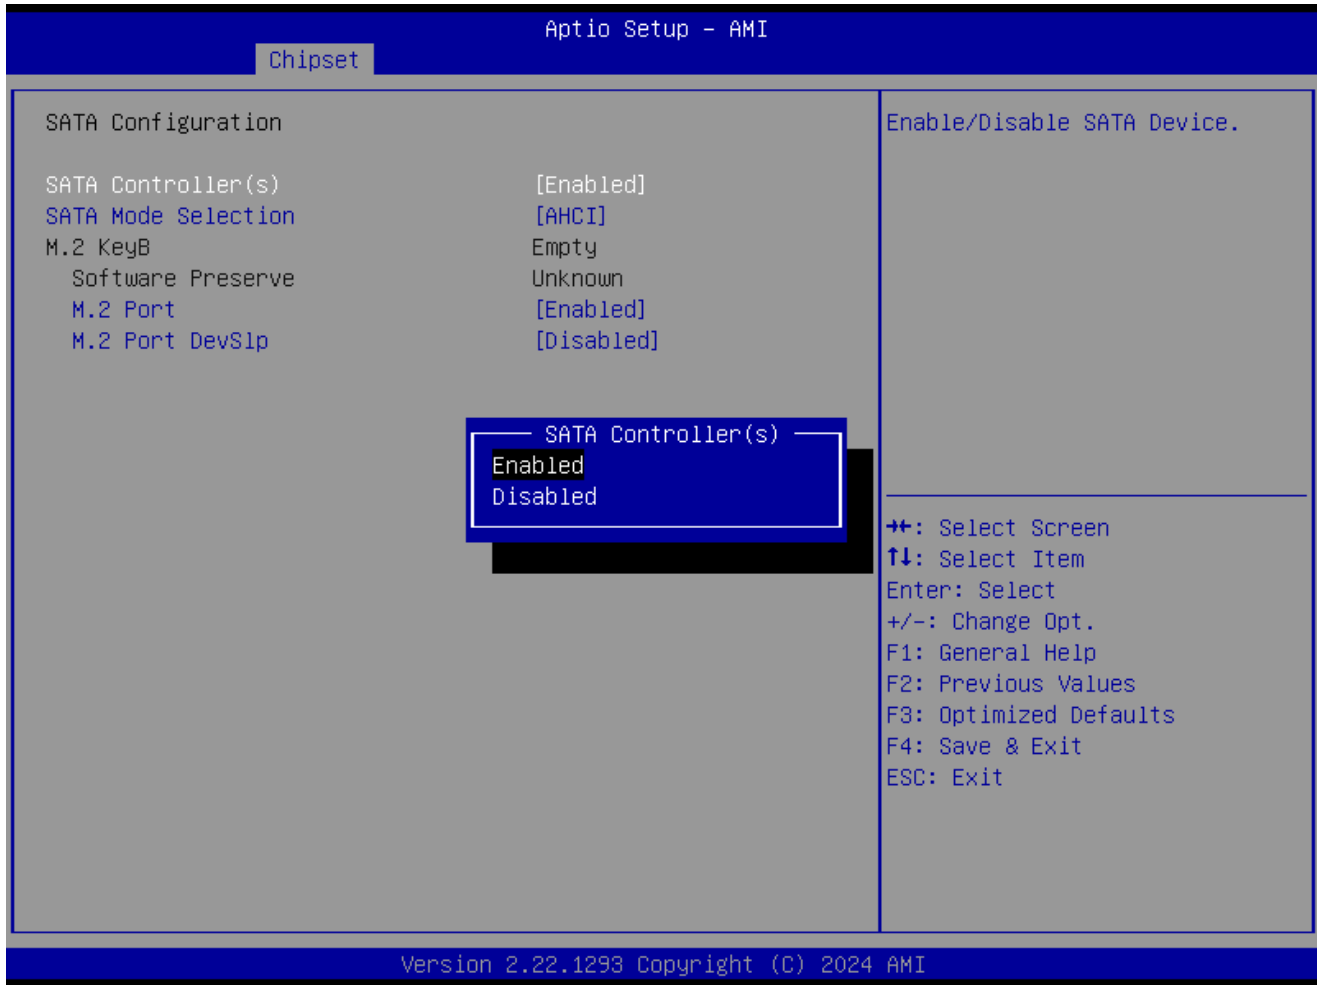 Aptio Setup – AMI
Chipset
SATA Configuration
SATA Controller(s) [Enabled]
SATA Mode Selection [AHCI]
M.2 KeyB Empty
Software Preserve Unknown
M.2 Port [Enabled]
M.2 Port DevSlp [Disabled]
SATA Controller(s)
Enabled
Disabled
Enable/Disable SATA Device.
→←: Select Screen
↑↓: Select Item
Enter: Select
+/-: Change Opt.
F1: General Help
F2: Previous Values
F3: Optimized Defaults
F4: Save & Exit
ESC: Exit
Version 2.22.1293 Copyright (C) 2024 AMI